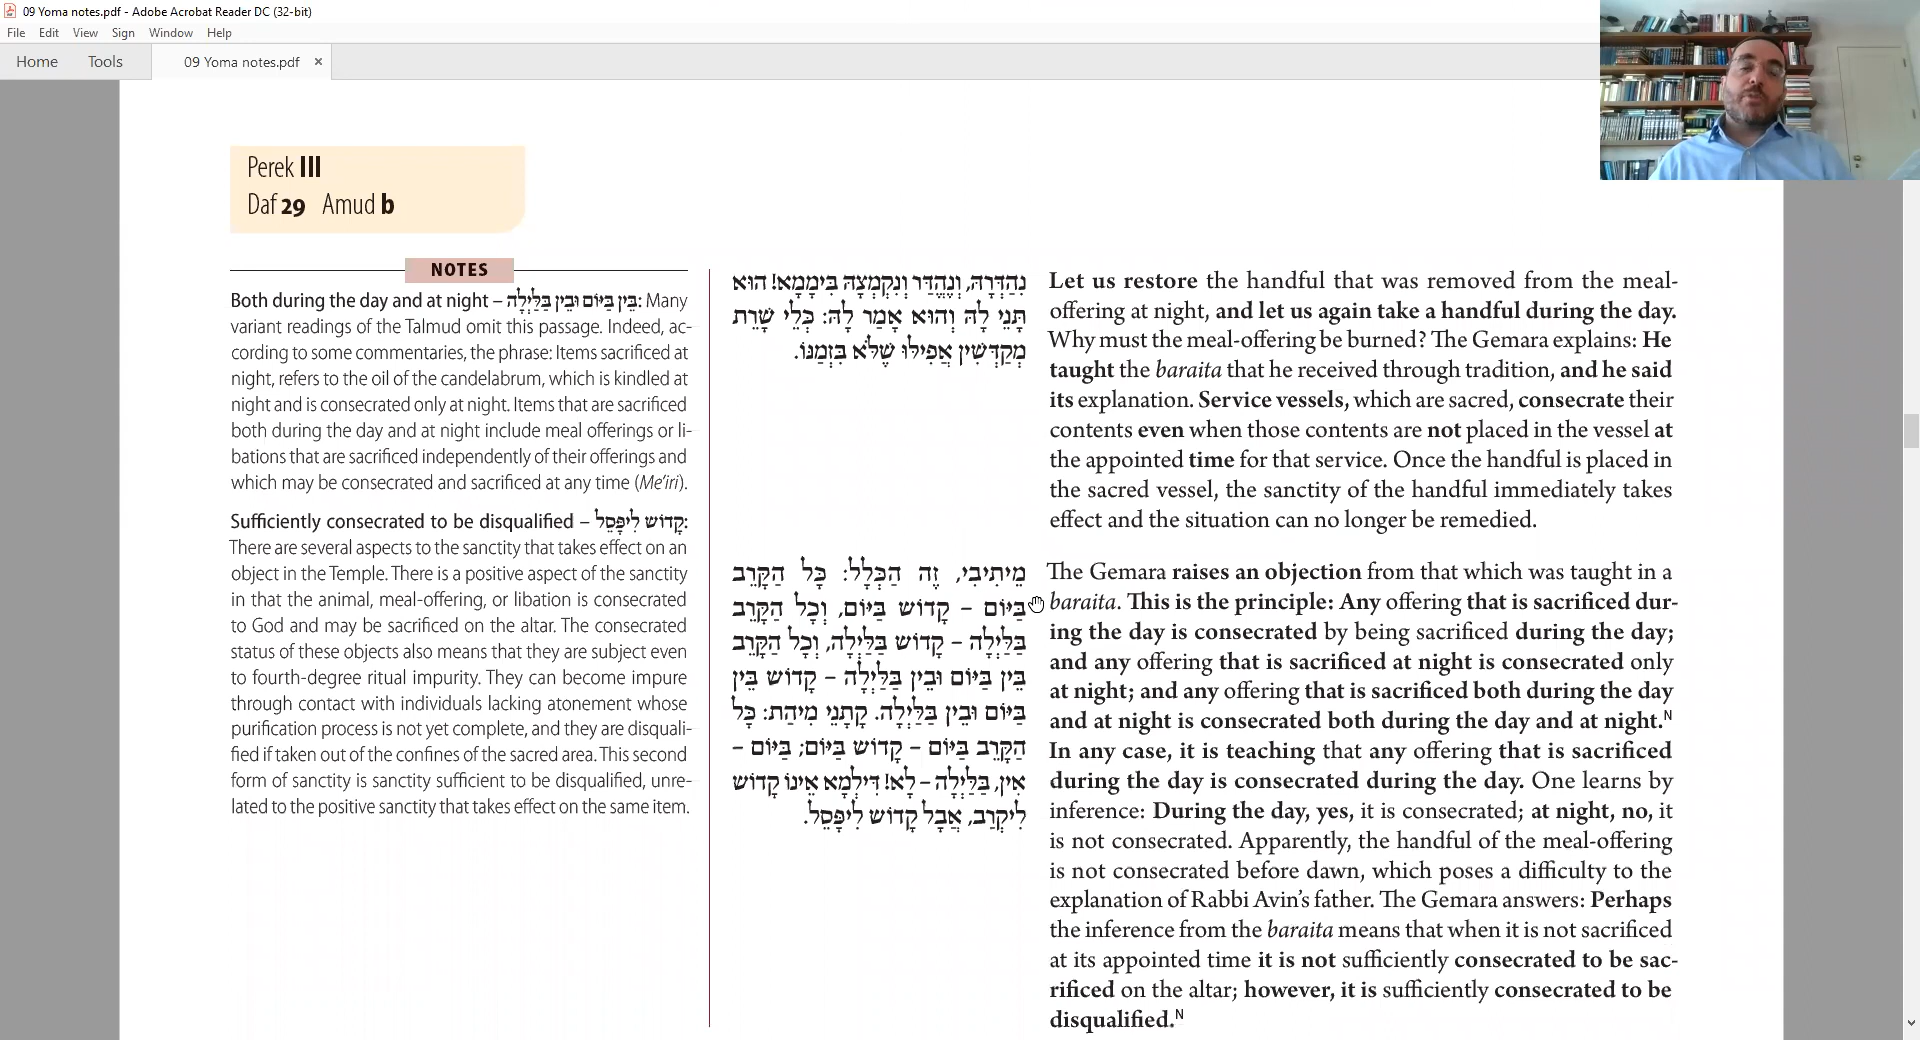 09 Yoma notes.pdf - Adobe Acrobat Reader DC (32-bit)
File Edit View Sign Window Help
Home Tools 09 Yoma notes.pdf ×
Perek III
Daf 29 Amud b
NOTES
Both during the day and at night – בֵּין בַּיּוֹם וּבֵין בַּלַּיְלָה: Many
variant readings of the Talmud omit this passage. Indeed, ac-
cording to some commentaries, the phrase: Items sacrificed at
night, refers to the oil of the candelabrum, which is kindled at
night and is consecrated only at night. Items that are sacrificed
both during the day and at night include meal offerings or li-
bations that are sacrificed independently of their offerings and
which may be consecrated and sacrificed at any time (Me'iri).
Sufficiently consecrated to be disqualified – קָדוֹשׁ לִיפָּסֵל:
There are several aspects to the sanctity that takes effect on an
object in the Temple. There is a positive aspect of the sanctity
in that the animal, meal-offering, or libation is consecrated
to God and may be sacrificed on the altar. The consecrated
status of these objects also means that they are subject even
to fourth-degree ritual impurity. They can become impure
through contact with individuals lacking atonement whose
purification process is not yet complete, and they are disquali-
fied if taken out of the confines of the sacred area. This second
form of sanctity is sanctity sufficient to be disqualified, unre-
lated to the positive sanctity that takes effect on the same item.
נִהַדְּרָהּ, וְנֶהֱדַר וְנִקְמְצָהּ בִּימָמָא! הוּא
תָּנֵי לָהּ וְהוּא אָמַר לָהּ: כְּלֵי שָׁרֵת
מְקַדְּשִׁין אֲפִילּוּ שֶׁלֹּא בִּזְמַנּוֹ.
מֵיתִיבִי, זֶה הַכְּלָל: כָּל הַקָּרֵב
בַּיּוֹם – קָדוֹשׁ בַּיּוֹם, וְכָל הַקָּרֵב
בַּלַּיְלָה – קָדוֹשׁ בַּלַּיְלָה, וְכָל הַקָּרֵב
בֵּין בַּיּוֹם וּבֵין בַּלַּיְלָה – קָדוֹשׁ בֵּין
בַּיּוֹם וּבֵין בַּלַּיְלָה. קָתָנֵי מִיהַת: כָּל
הַקָּרֵב בַּיּוֹם – קָדוֹשׁ בַּיּוֹם; בַּיּוֹם –
אִין, בַּלַּיְלָה – לָא! דִּילְמָא אֵינוֹ קָדוֹשׁ
לִיקְרַב, אֲבָל קָדוֹשׁ לִיפָּסֵל.
Let us restore the handful that was removed from the meal-
offering at night, and let us again take a handful during the day.
Why must the meal-offering be burned? The Gemara explains: He
taught the baraita that he received through tradition, and he said
its explanation. Service vessels, which are sacred, consecrate their
contents even when those contents are not placed in the vessel at
the appointed time for that service. Once the handful is placed in
the sacred vessel, the sanctity of the handful immediately takes
effect and the situation can no longer be remedied.
The Gemara raises an objection from that which was taught in a
baraita. This is the principle: Any offering that is sacrificed dur-
ing the day is consecrated by being sacrificed during the day;
and any offering that is sacrificed at night is consecrated only
at night; and any offering that is sacrificed both during the day
and at night is consecrated both during the day and at night.N
In any case, it is teaching that any offering that is sacrificed
during the day is consecrated during the day. One learns by
inference: During the day, yes, it is consecrated; at night, no, it
is not consecrated. Apparently, the handful of the meal-offering
is not consecrated before dawn, which poses a difficulty to the
explanation of Rabbi Avin's father. The Gemara answers: Perhaps
the inference from the baraita means that when it is not sacrificed
at its appointed time it is not sufficiently consecrated to be sac-
rificed on the altar; however, it is sufficiently consecrated to be
disqualified.N